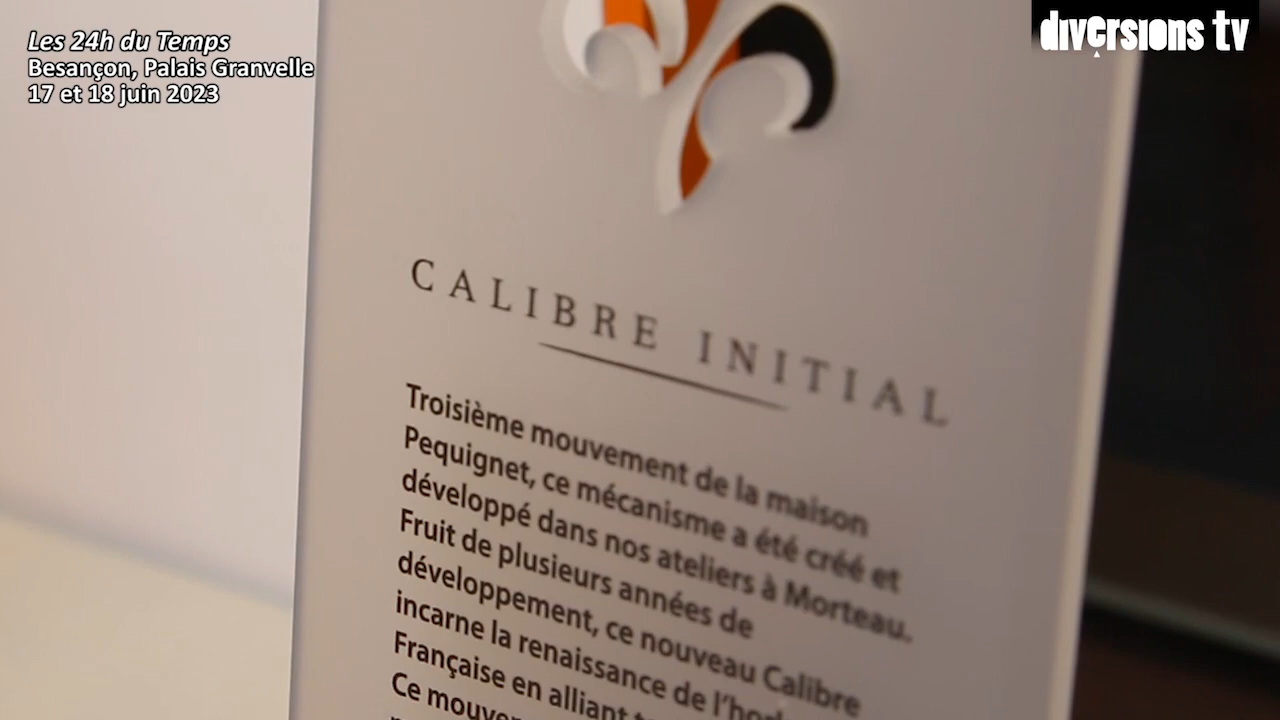 Les 24h du Temps
Besançon, Palais Granvelle
17 et 18 juin 2023
diversions tv
CALIBRE INITIAL
Troisième mouvement de la maison
Pequignet, ce mécanisme a été créé et
développé dans nos ateliers à Morteau.
Fruit de plusieurs années de
développement, ce nouveau Calibre
incarne la renaissance de
Française en alliant
Ce